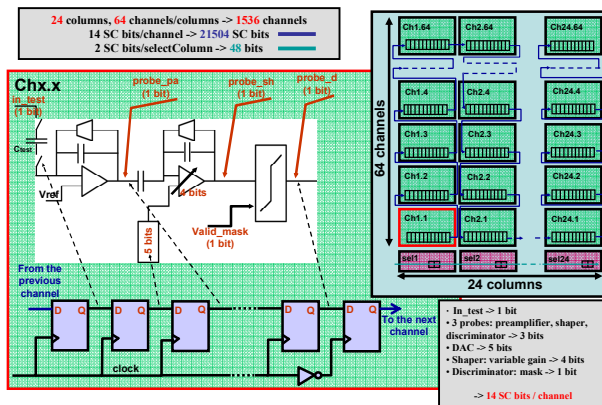 24 columns, 64 channels/columns -> 1536 channels
14 SC bits/channel -> 21504 SC bits
2 SC bits/selectColumn -> 48 bits
Chx.x
in_test
(1 bit)
Ctest
Vref
probe_pa
(1 bit)
probe_sh
(1 bit)
probe_d
(1 bit)
4 bits
5 bits
Valid_mask
(1 bit)
From the
previous
channel
D Q D Q D Q D Q D Q
To the next
channel
clock
64 channels
Ch1.64 Ch2.64 Ch24.64
Ch1.4 Ch2.4 Ch24.4
Ch1.3 Ch2.3 Ch24.3
Ch1.2 Ch2.2 Ch24.2
Ch1.1 Ch2.1 Ch24.1
sel1 sel2 sel24
24 columns
· In_test -> 1 bit
• 3 probes: preamplifier, shaper,
discriminator -> 3 bits
• DAC -> 5 bits
• Shaper: variable gain -> 4 bits
• Discriminator: mask -> 1 bit
-> 14 SC bits / channel